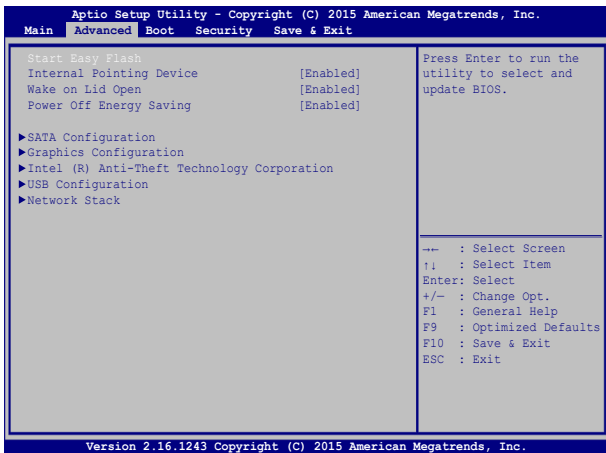 Aptio Setup Utility - Copyright (C) 2015 American Megatrends, Inc.
Main Advanced Boot Security Save & Exit
Start Easy Flash
Internal Pointing Device [Enabled]
Wake on Lid Open [Enabled]
Power Off Energy Saving [Enabled]
▶SATA Configuration
▶Graphics Configuration
▶Intel (R) Anti-Theft Technology Corporation
▶USB Configuration
▶Network Stack
Press Enter to run the
utility to select and
update BIOS.
→← : Select Screen
↑↓ : Select Item
Enter: Select
+/— : Change Opt.
F1 : General Help
F9 : Optimized Defaults
F10 : Save & Exit
ESC : Exit
Version 2.16.1243 Copyright (C) 2015 American Megatrends, Inc.